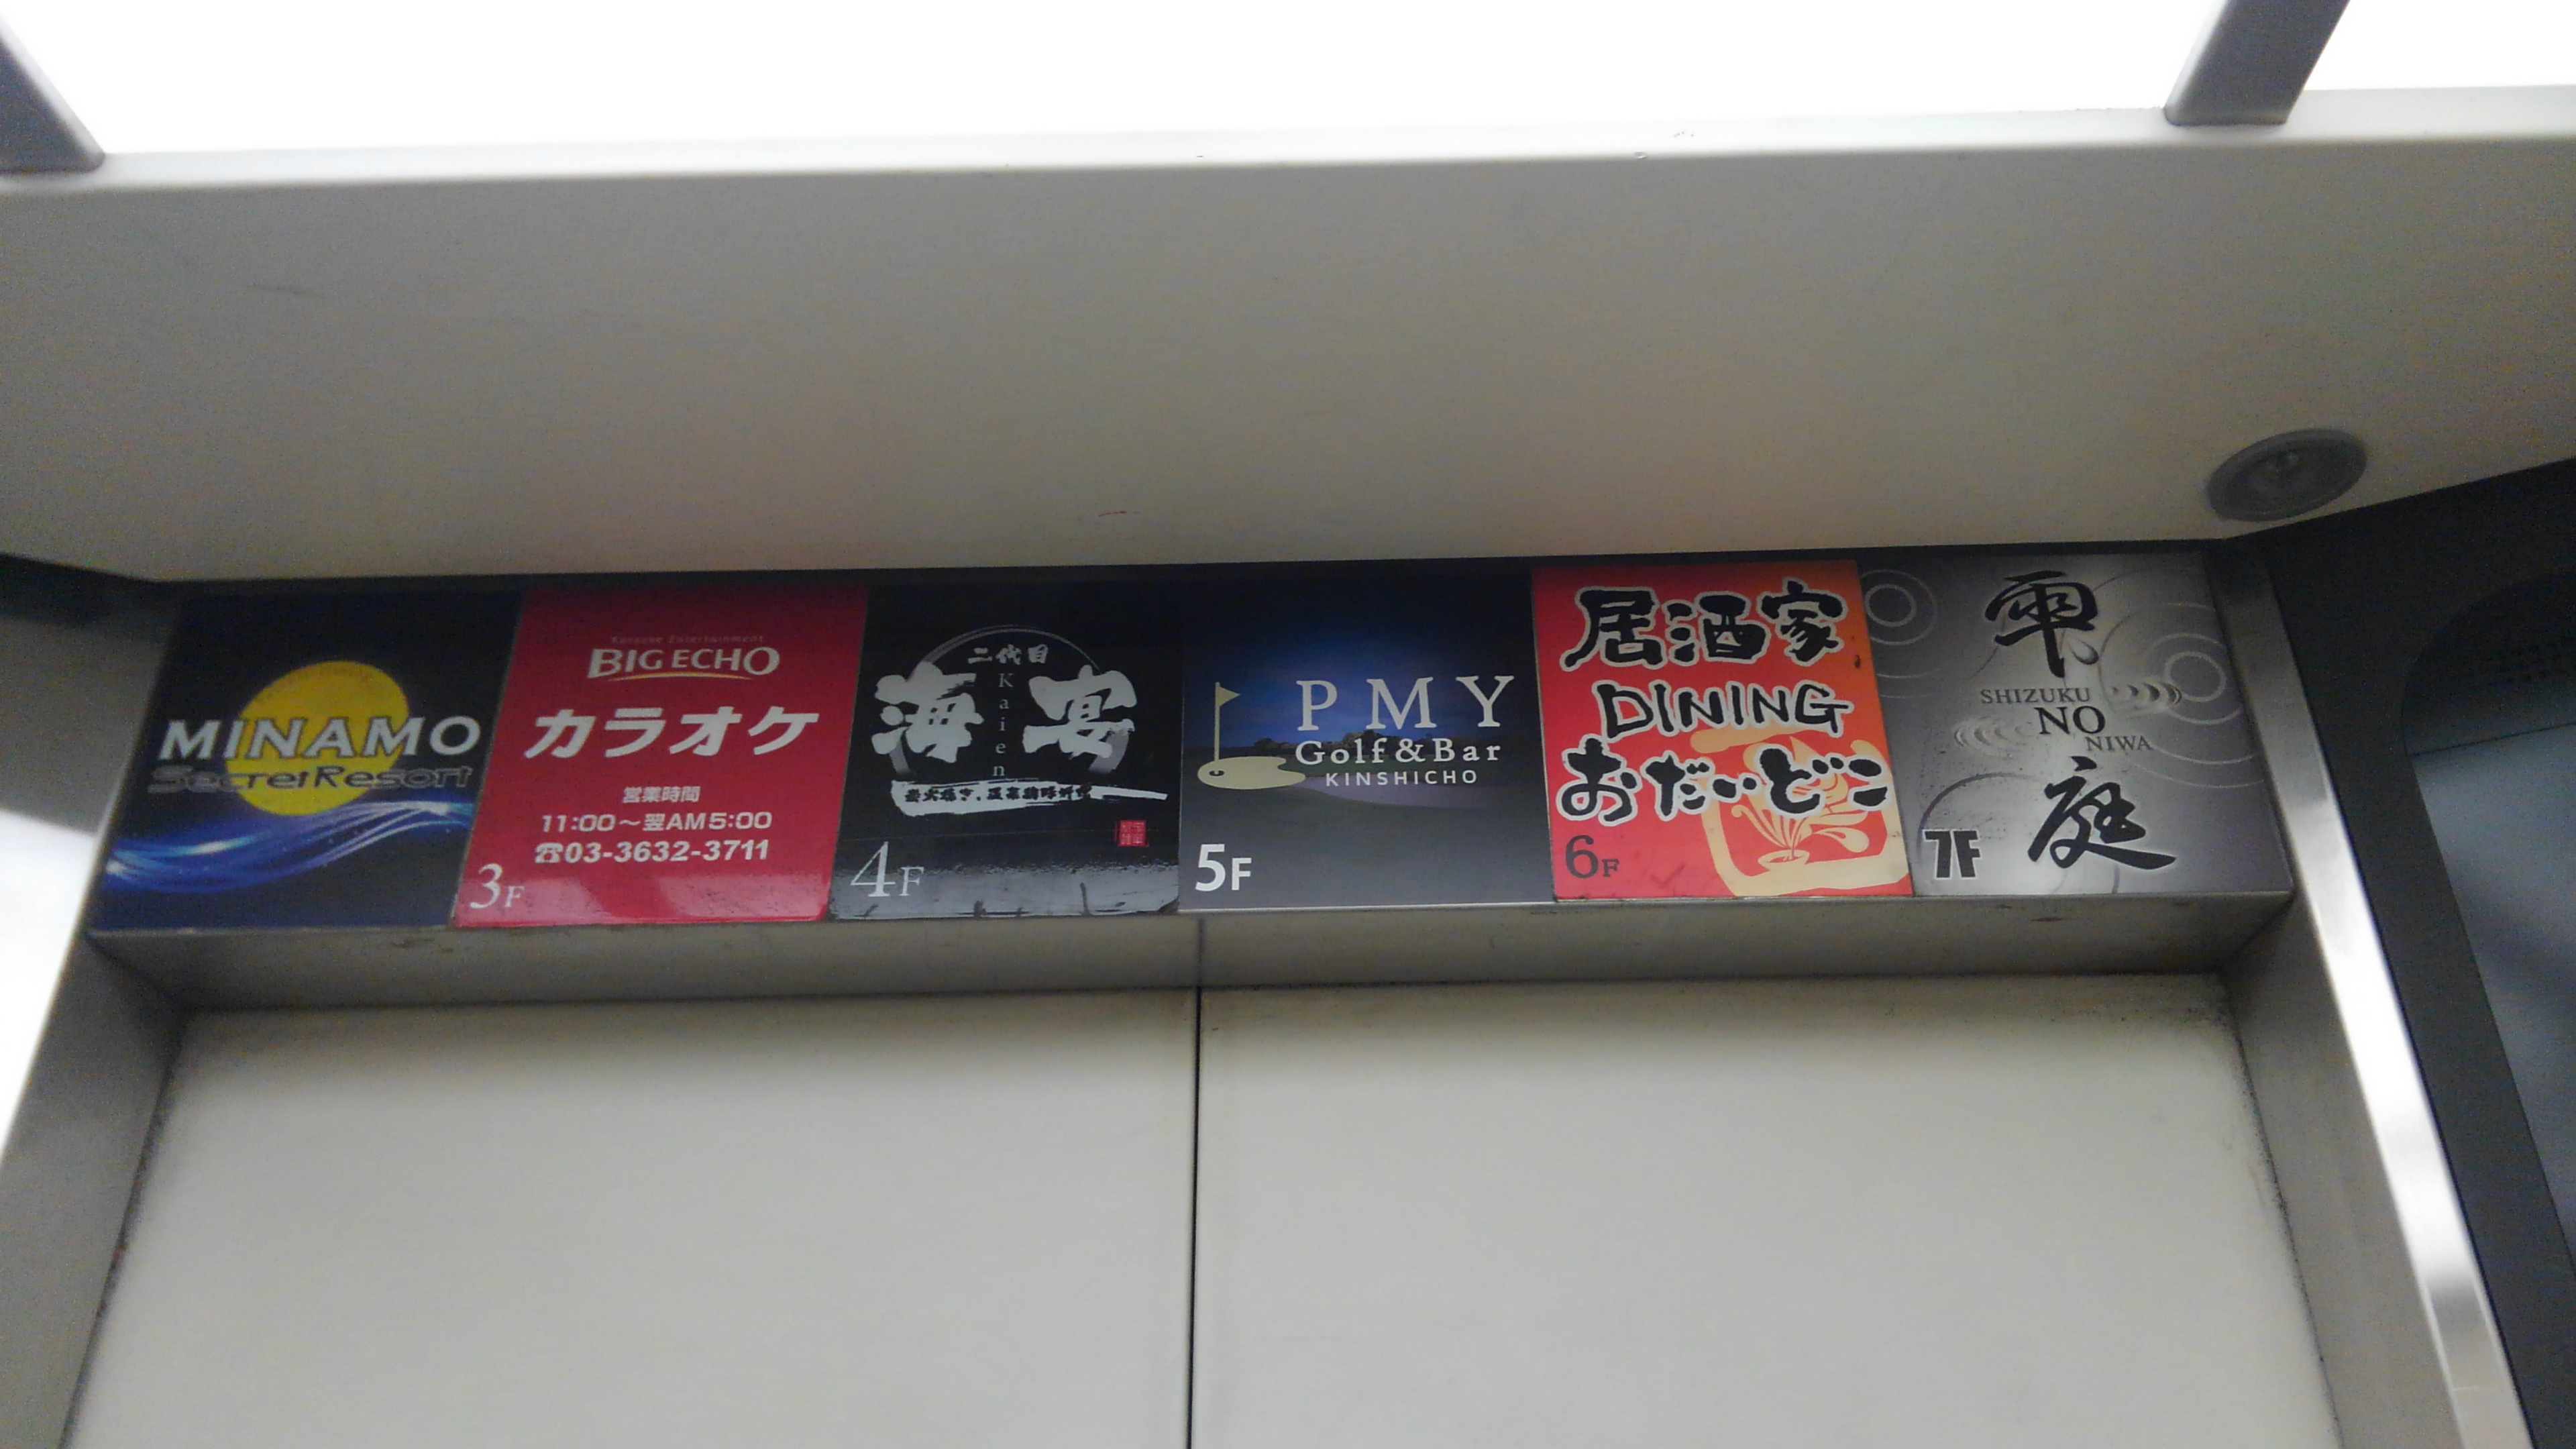 MINAMO
Secret Resort
Karaoke Entertainment
BIG ECHO
カラオケ
営業時間
11:00～翌AM5:00
☎03-3632-3711
3F
二代目
海宴
Kaien
4F
PMY
Golf&Bar
KINSHICHO
5F
居酒家
DINING
おだいどこ
6F
雫
SHIZUKU
NO
NIWA
庭
7F